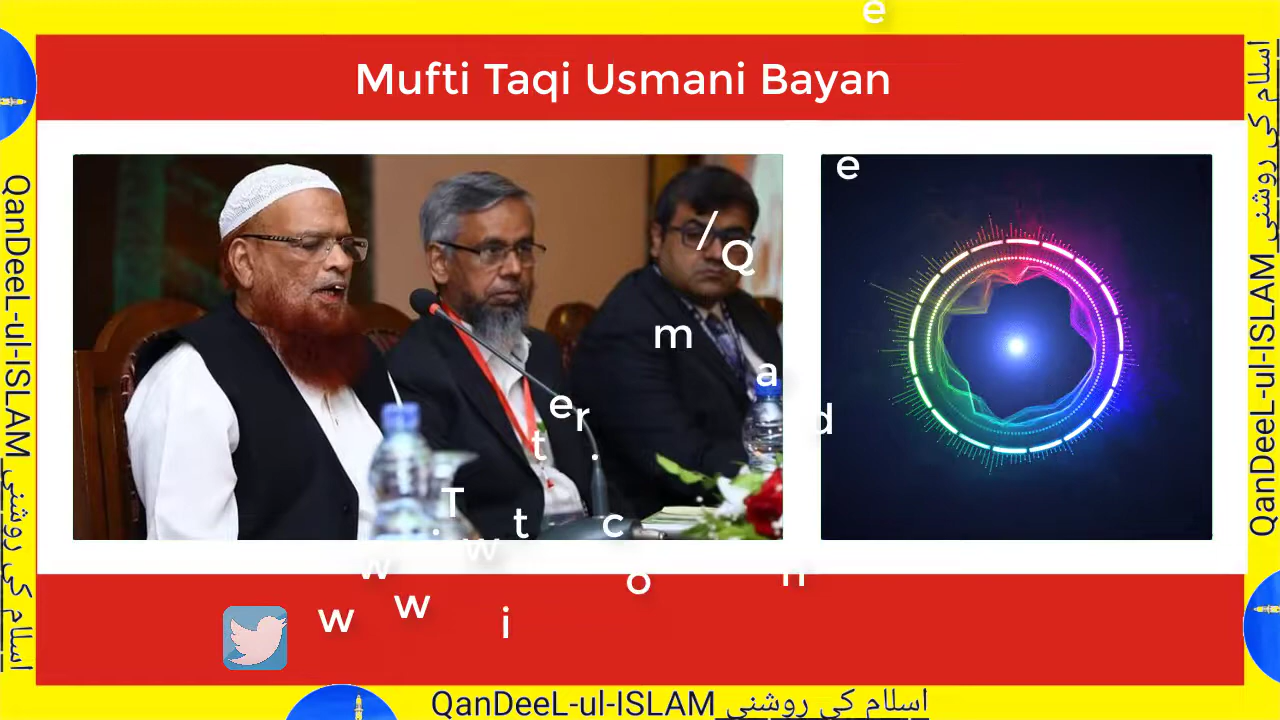 Mufti Taqi Usmani Bayan
QanDeeL-ul-ISLAM اسلام کی روشنی
QanDeeL-ul-ISLAM اسلام کی روشنی
e
e
/
Q
m
a
e
r
d
t
.
T
t
c
.
w
w
o
n
w
w
i
QanDeeL-ul-ISLAM اسلام کی روشنی